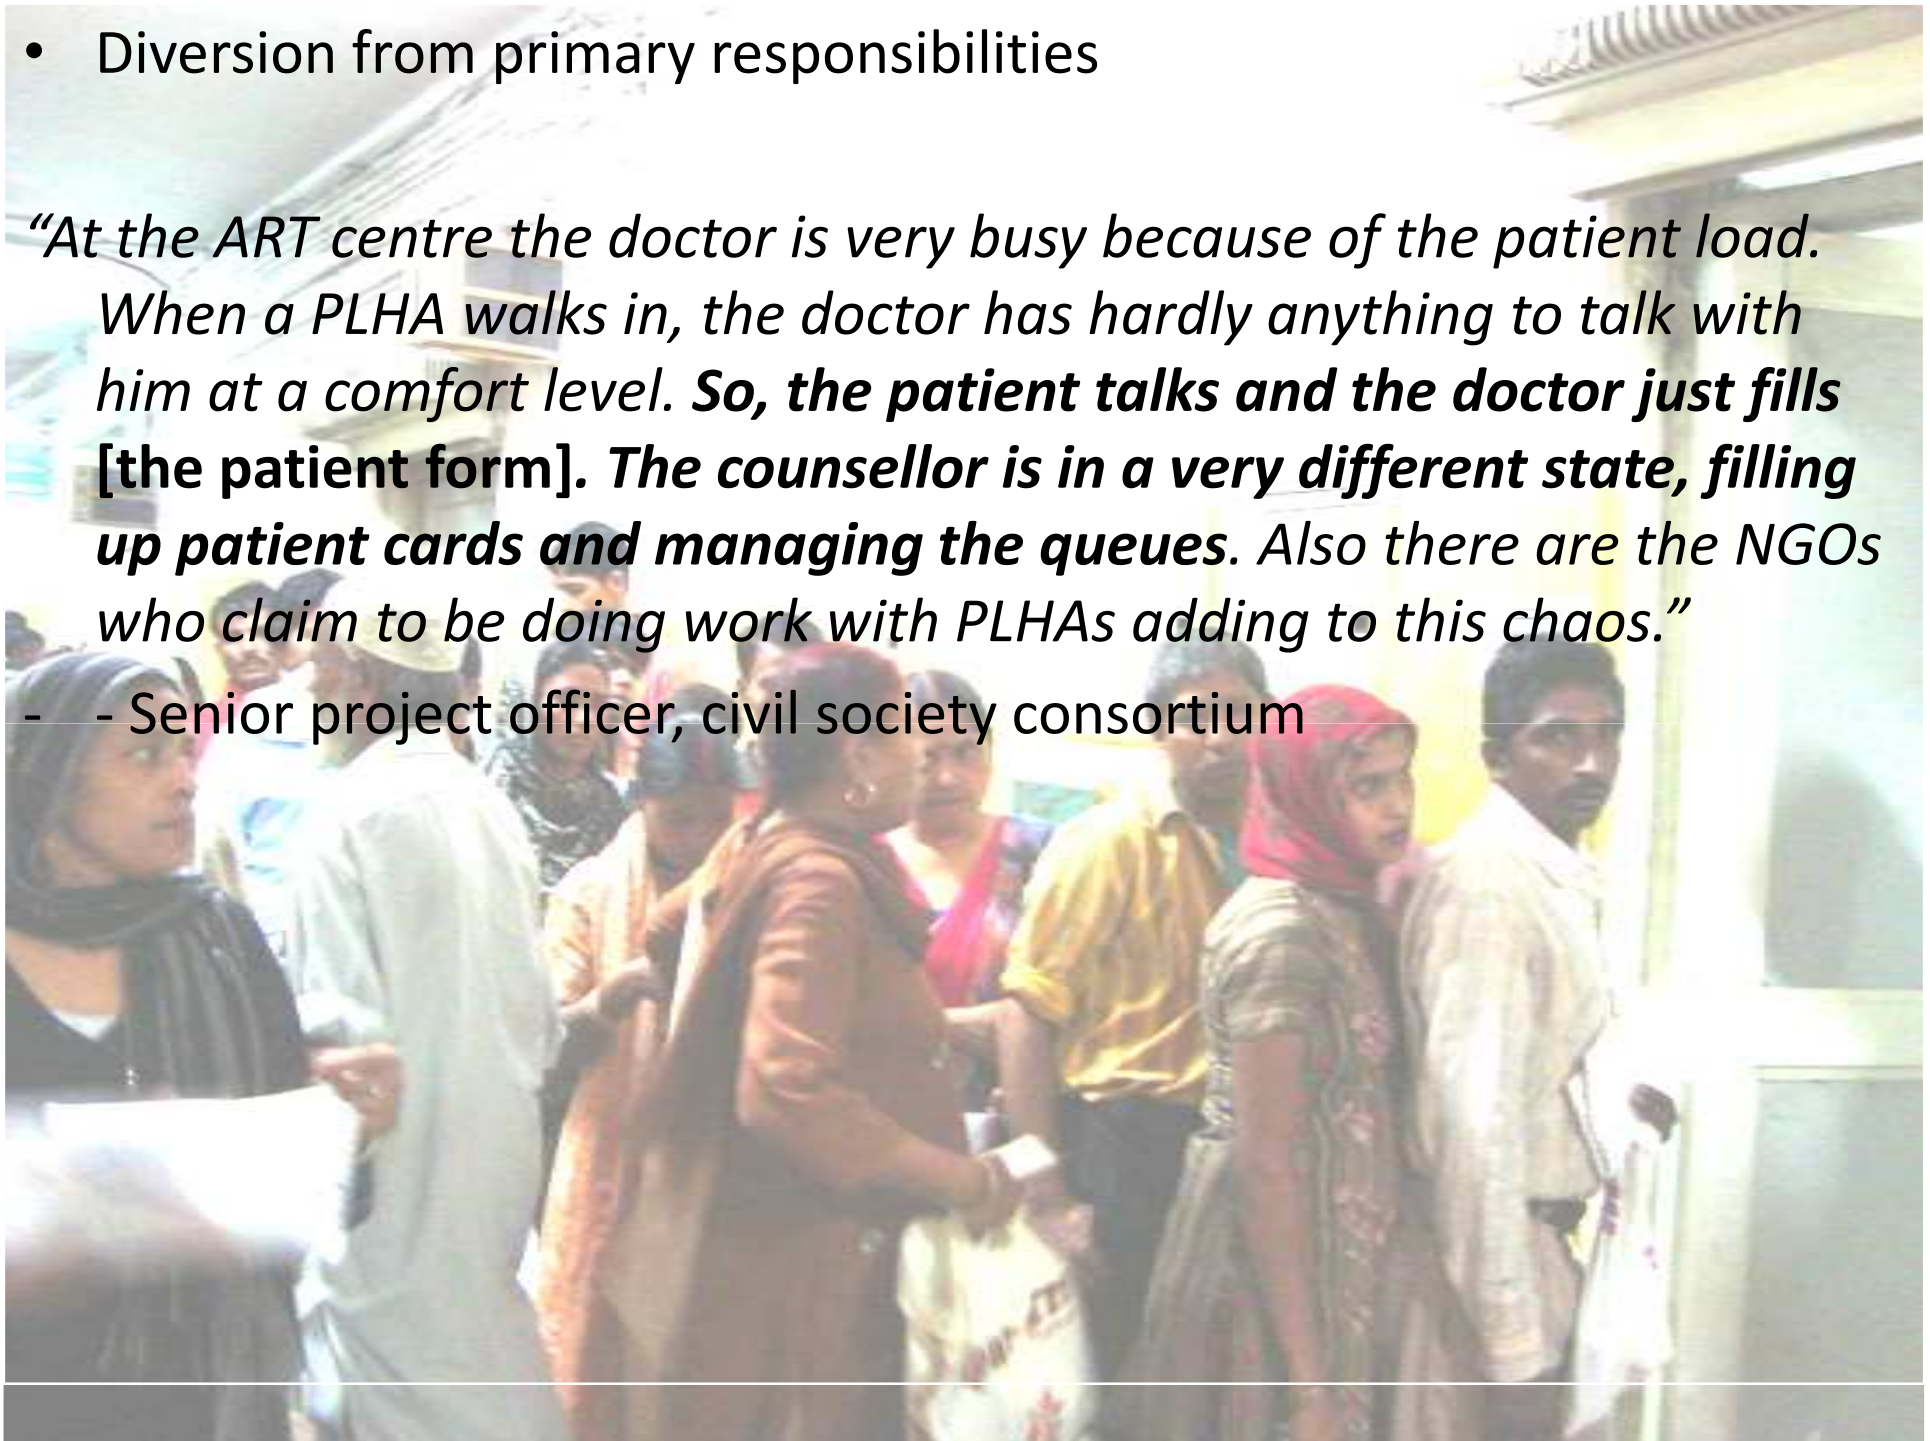 • Diversion from primary responsibilities
“At the ART centre the doctor is very busy because of the patient load.
When a PLHA walks in, the doctor has hardly anything to talk with
him at a comfort level. So, the patient talks and the doctor just fills
[the patient form]. The counsellor is in a very different state, filling
up patient cards and managing the queues. Also there are the NGOs
who claim to be doing work with PLHAs adding to this chaos.”
- - Senior project officer, civil society consortium